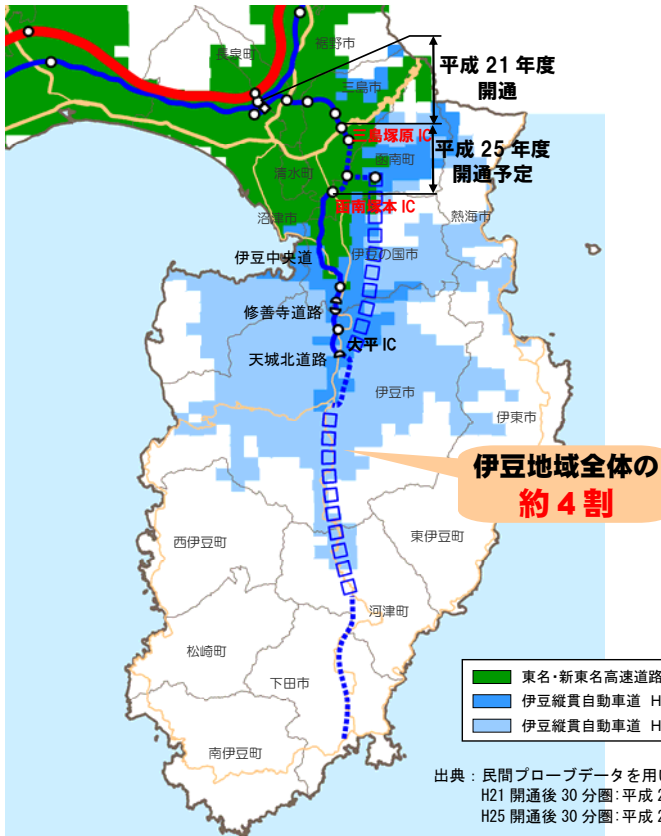 裾野市
長泉町
平成 21 年度
開通
三島市
三島塚原 IC
平成 25 年度
開通予定
函南町
清水町
函南塚本 IC
沼津市
熱海市
伊豆中央道
伊豆の国市
修善寺道路
大平 IC
天城北道路
伊豆市
伊東市
伊豆地域全体の
約 4 割
西伊豆町
東伊豆町
河津町
松崎町
下田市
南伊豆町
東名・新東名高速道路
伊豆縦貫自動車道 H
伊豆縦貫自動車道 H
出典：民間プローブデータを用い
H21 開通後 30 分圏：平成 2
H25 開通後 30 分圏：平成 2